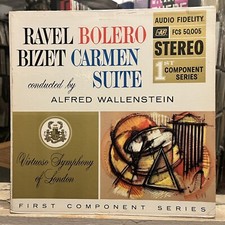 RAVEL BOLERO
BIZET CARMEN
SUITE
conducted by
ALFRED WALLENSTEIN
AUDIO FIDELITY
FCS 50,005
STEREO
1ST COMPONENT SERIES
Virtuoso Symphony
of London
FIRST COMPONENT SERIES